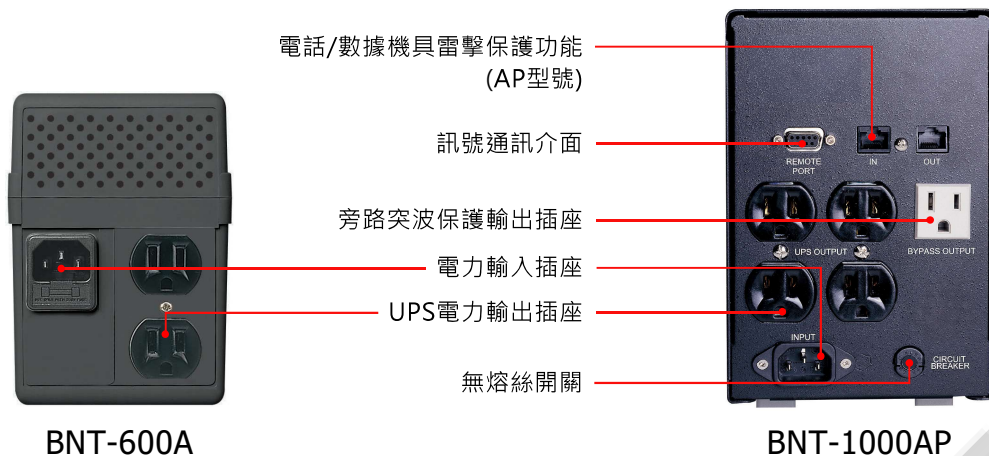 電話/數據機具雷擊保護功能
(AP型號)
訊號通訊介面
旁路突波保護輸出插座
電力輸入插座
UPS電力輸出插座
無熔絲開關
REMOTE
PORT
IN
OUT
UPS OUTPUT
BYPASS OUTPUT
INPUT
CIRCUIT
BREAKER
BNT-600A
BNT-1000AP